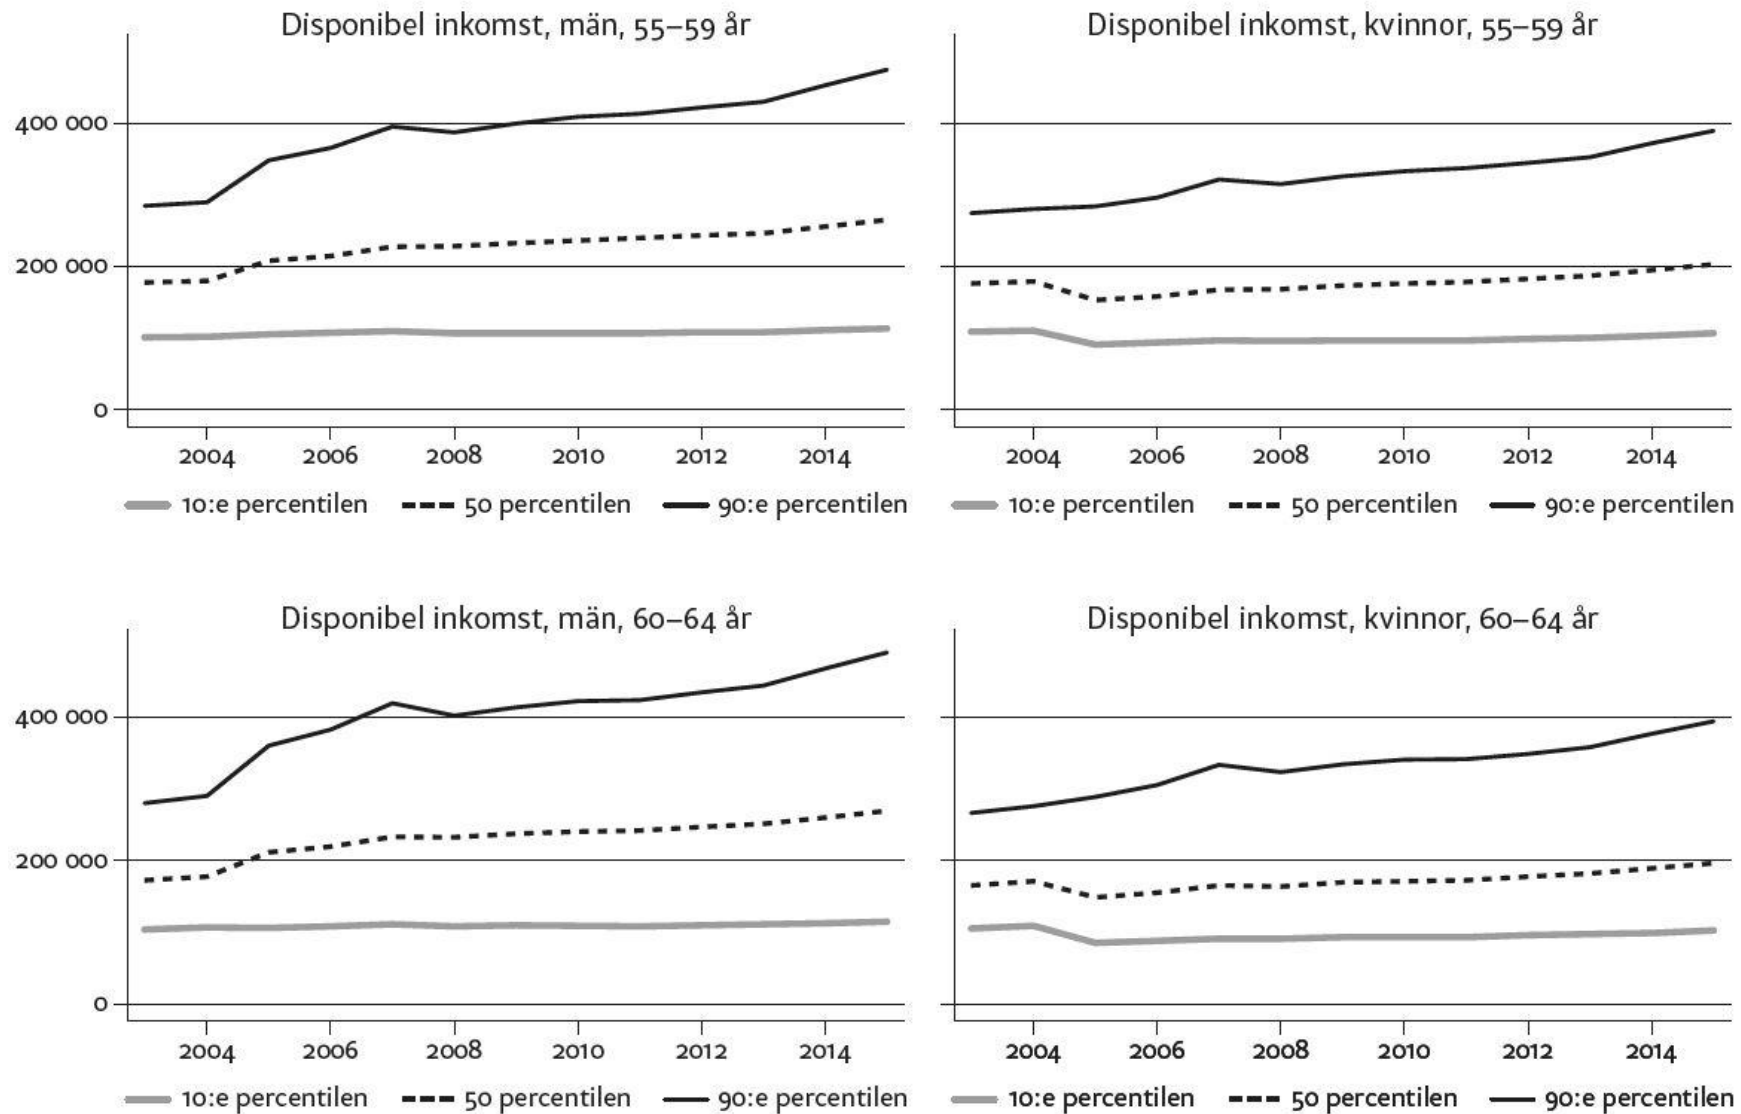 Disponibel inkomst, män, 55–59 år
400 000
200 000
0
2004 2006 2008 2010 2012 2014
10:e percentilen 50 percentilen 90:e percentilen
Disponibel inkomst, kvinnor, 55–59 år
2004 2006 2008 2010 2012 2014
10:e percentilen 50 percentilen 90:e percentilen
Disponibel inkomst, män, 60–64 år
400 000
200 000
0
2004 2006 2008 2010 2012 2014
10:e percentilen 50 percentilen 90:e percentilen
Disponibel inkomst, kvinnor, 60–64 år
2004 2006 2008 2010 2012 2014
10:e percentilen 50 percentilen 90:e percentilen